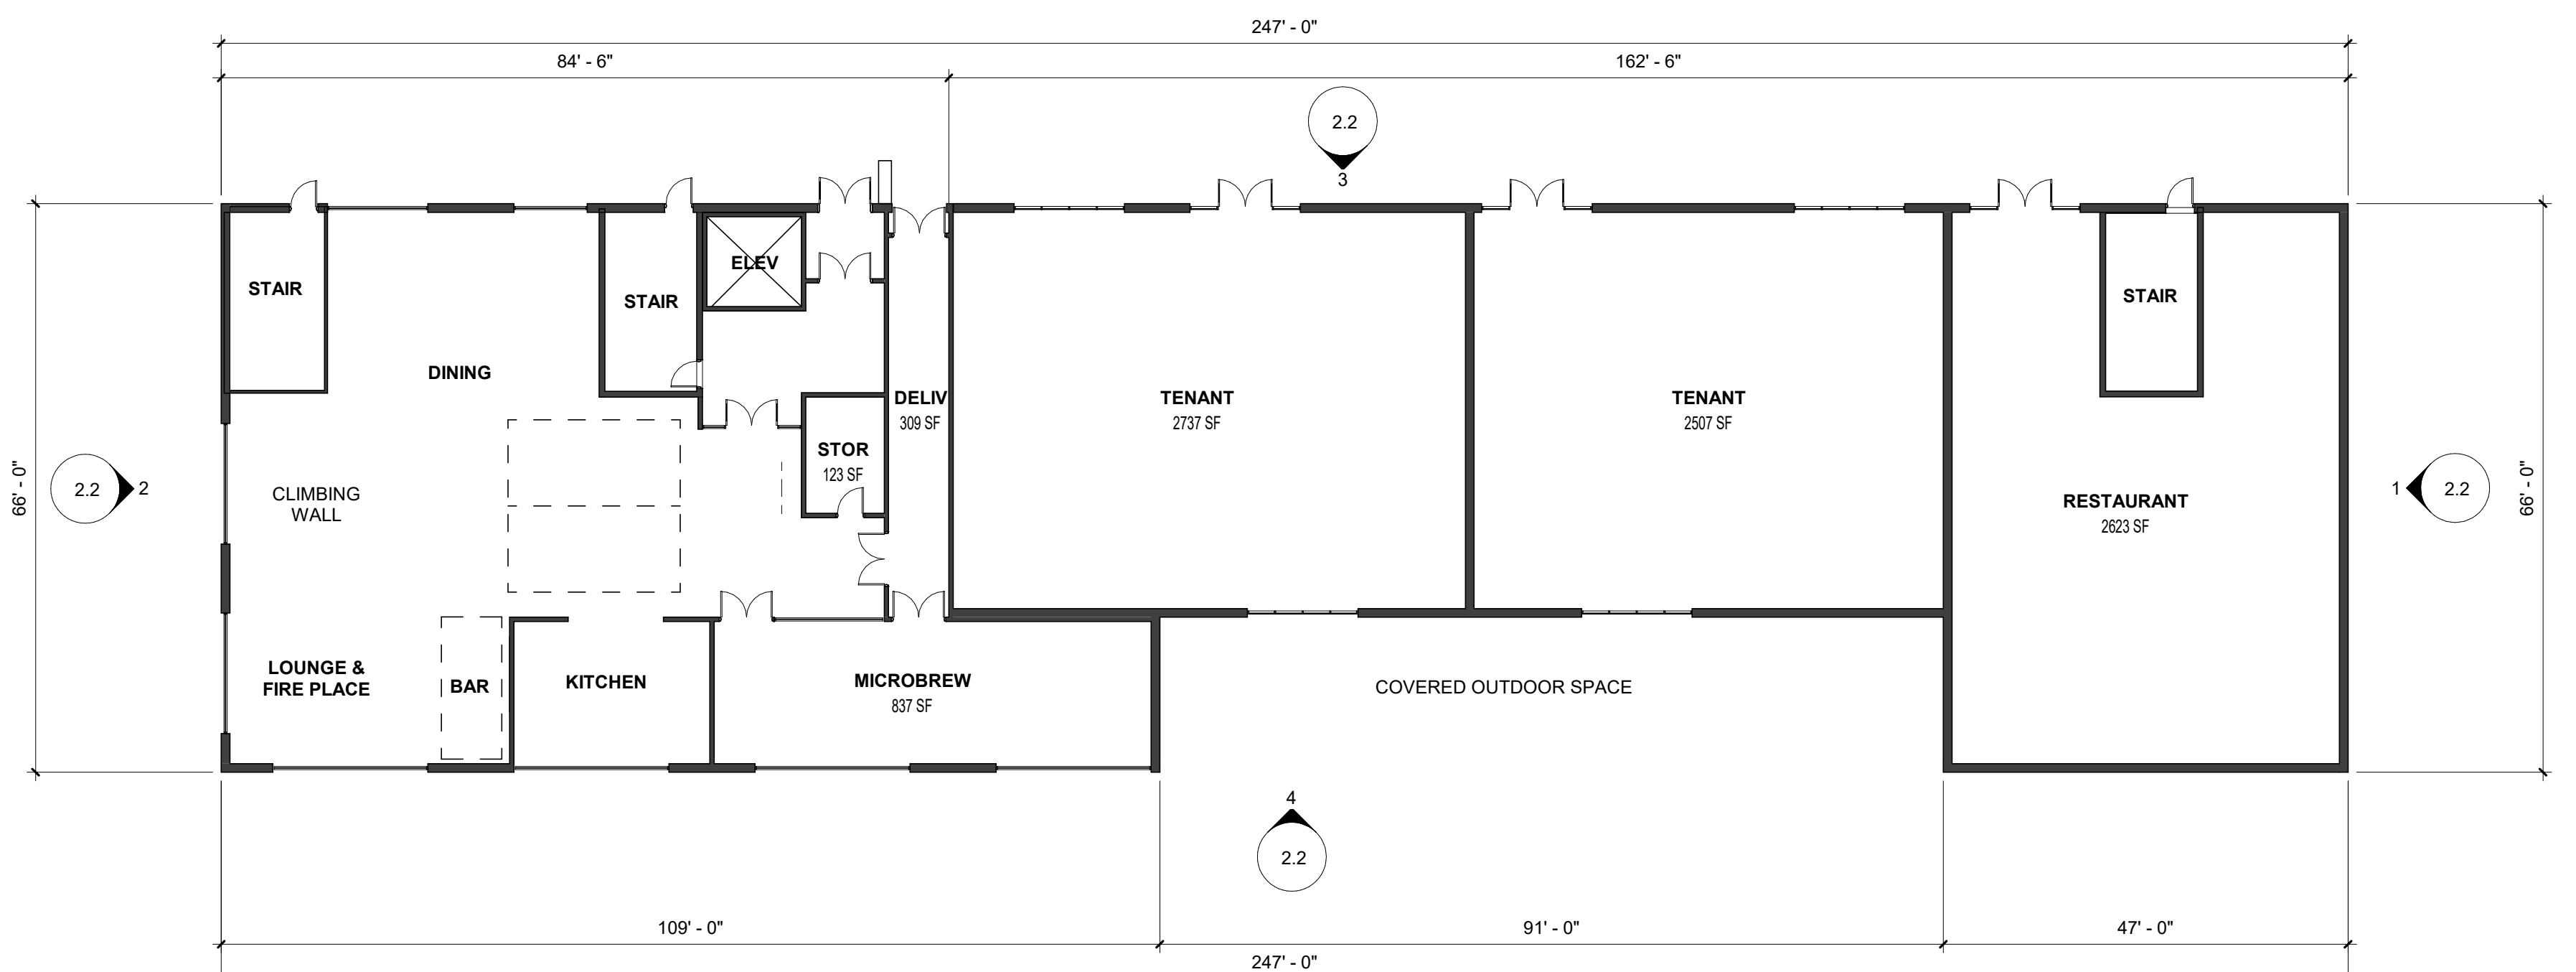 247' - 0"
84' - 6"
162' - 6"
2.2
3
STAIR
ELEV
STAIR
STAIR
DINING
DELIV
309 SF
TENANT
2737 SF
TENANT
2507 SF
STOR
123 SF
66' - 0"
2.2
2
CLIMBING
WALL
RESTAURANT
2623 SF
1
2.2
66' - 0"
LOUNGE &
FIRE PLACE
BAR
KITCHEN
MICROBREW
837 SF
COVERED OUTDOOR SPACE
4
2.2
109' - 0"
91' - 0"
47' - 0"
247' - 0"